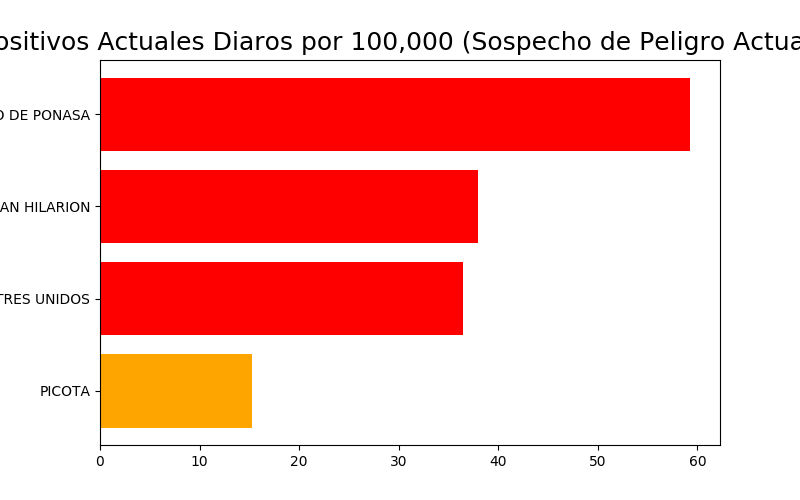 ositivos Actuales Diaros por 100,000 (Sospecho de Peligro Actua
O DE PONASA
AN HILARION
TRES UNIDOS
PICOTA
0 10 20 30 40 50 60